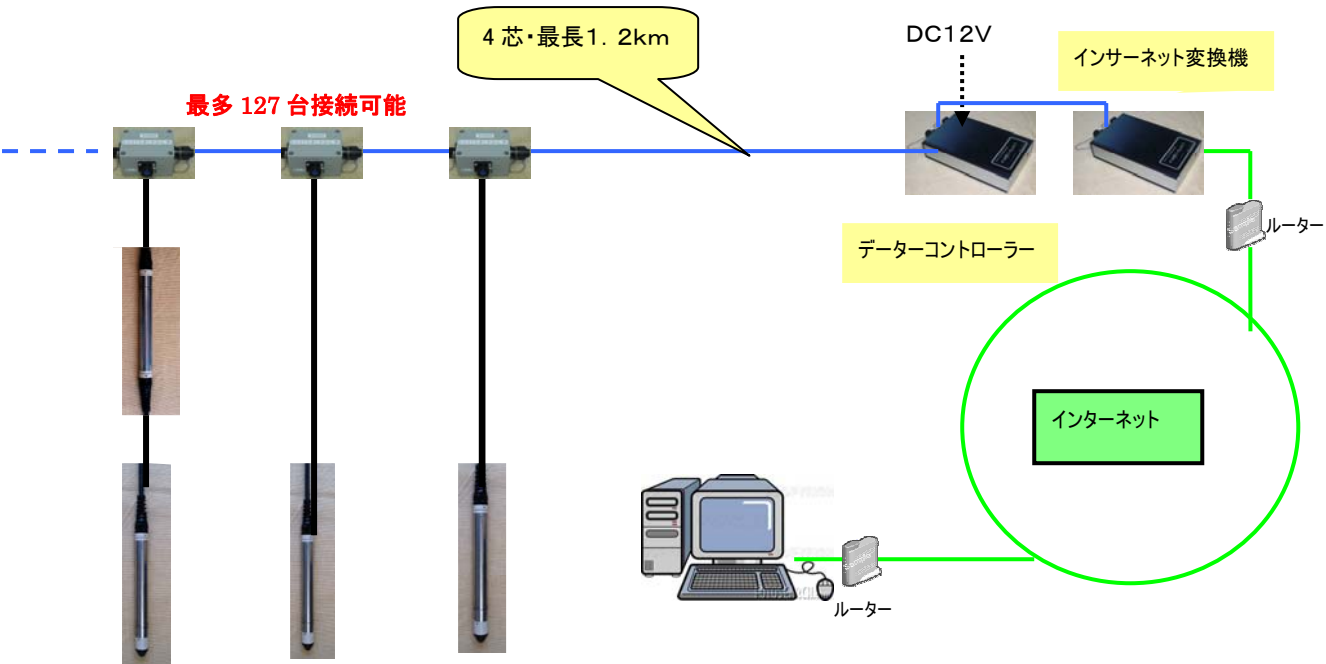 4 芯・最長1．2km
DC12V
インサーネット変換機
最多 127 台接続可能
ルーター
データーコントローラー
インターネット
ルーター